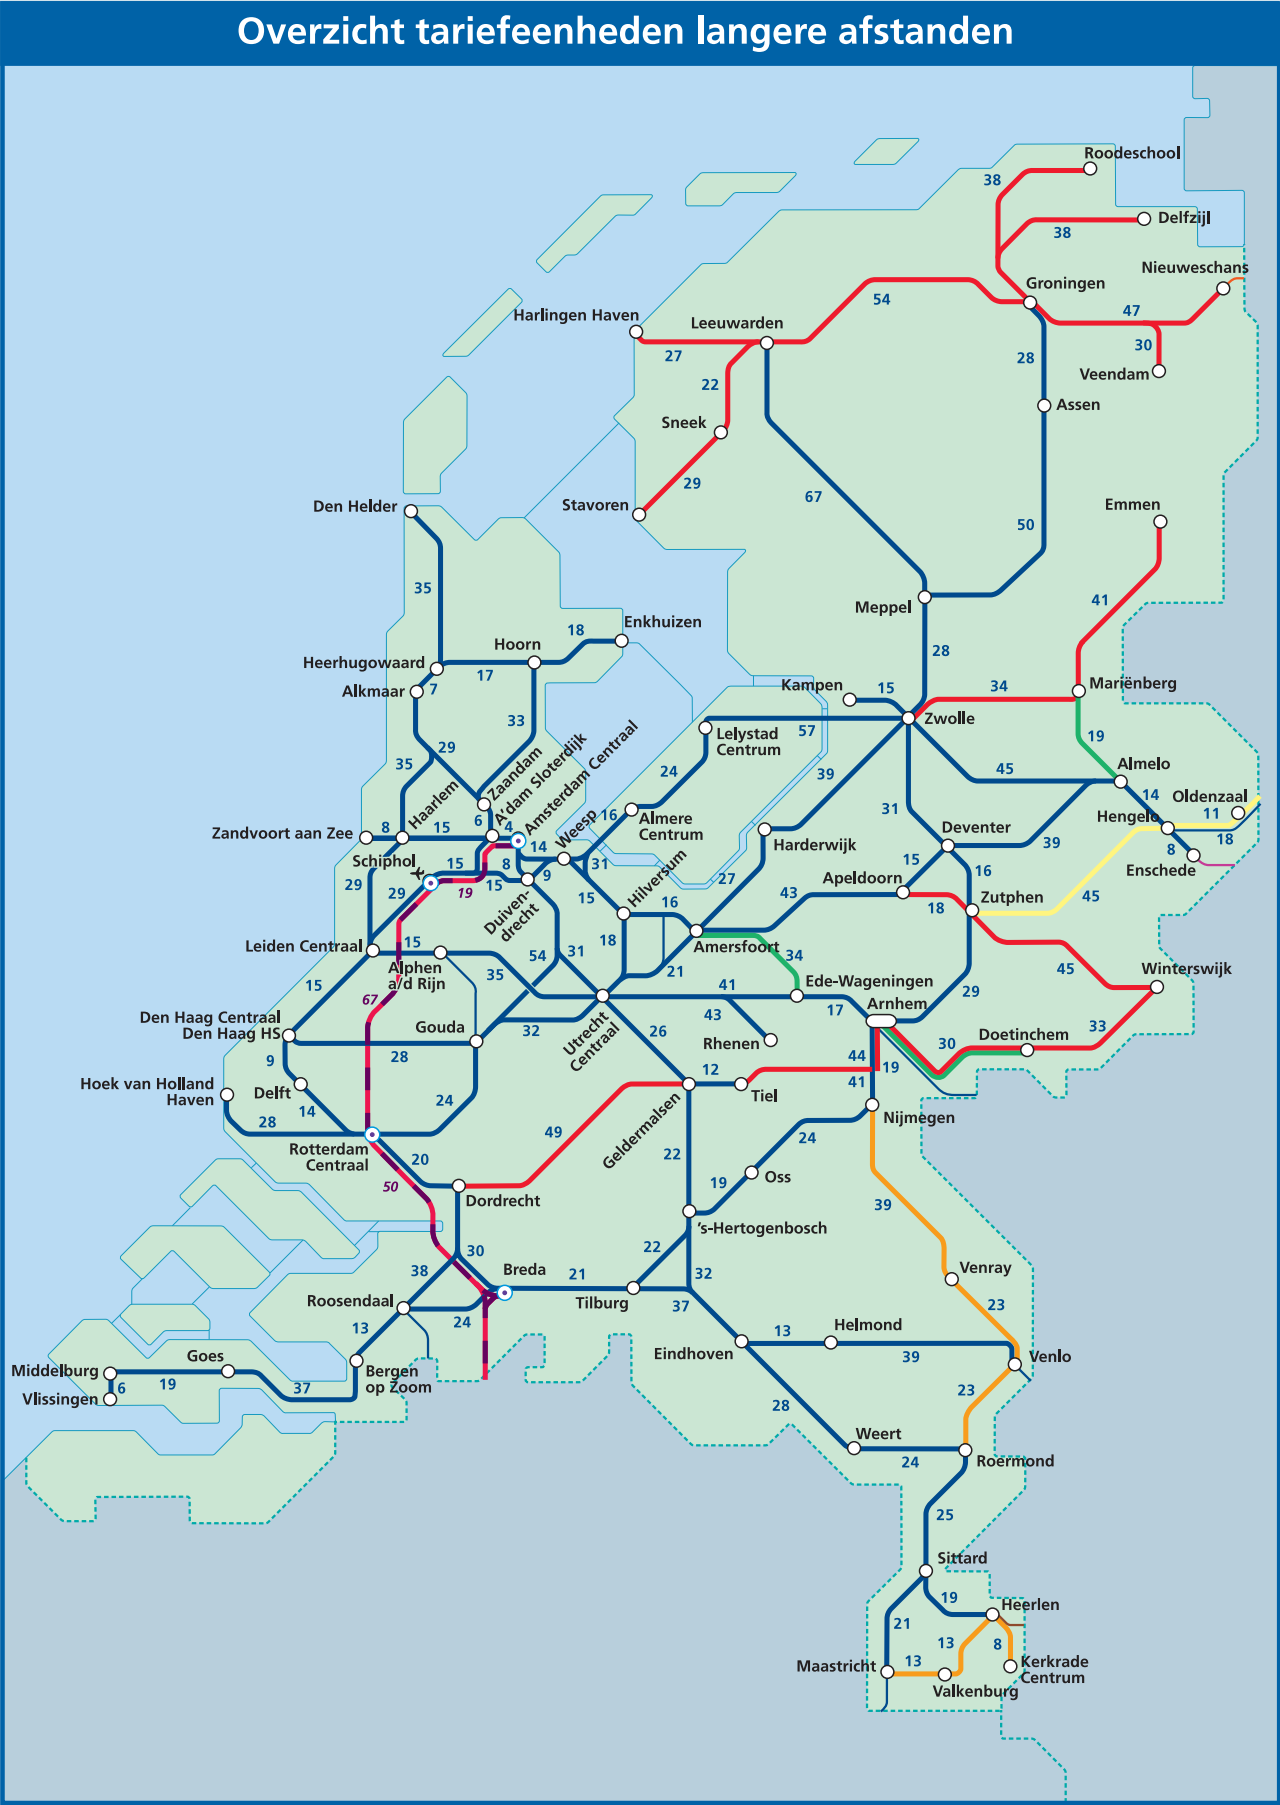 Overzicht tariefeenheden langere afstanden
Roodeschool
38
Delfzijl
38
Nieuweschans
Groningen
54
47
Harlingen Haven
Leeuwarden
27
30
28
22
Veendam
Assen
Sneek
29
67
Stavoren
Emmen
Den Helder
50
35
41
Meppel
18
Enkhuizen
Hoorn
28
Heerhugowaard
17
7
Alkmaar
Kampen
15
34
Mariënberg
33
Zwolle
57
Lelystad
Centrum
19
29
35
Zaandam
A'dam Sloterdijk
Amsterdam Centraal
24
39
45
Almelo
14
Oldenzaal
11
Haarlem
Weesp
16
31
Hengelo
Zandvoort aan Zee
8
15
6
4
Almere
Centrum
Deventer
18
14
Harderwijk
39
8
Enschede
Schiphol
15
8
31
15
16
29
29
19
15
9
Hilversum
27
Apeldoorn
15
16
43
45
Duiven-
drecht
18
Zutphen
Leiden Centraal
15
Amersfoort
Alphen
a/d Rijn
54
31
18
34
35
21
45
Winterswijk
15
67
41
Ede-Wageningen
29
Den Haag Centraal
Den Haag HS
Gouda
32
Utrecht
Centraal
43
17
Arnhem
33
26
Rhenen
30
Doetinchem
9
28
44
19
Hoek van Holland
Haven
Delft
12
41
24
Tiel
14
28
Geldermalsen
Nijmegen
49
24
Rotterdam
Centraal
20
22
50
19
Oss
39
Dordrecht
's-Hertogenbosch
22
30
38
Breda
21
32
Venray
Tilburg
37
Roosendaal
24
23
13
13
Helmond
Eindhoven
39
Venlo
Middelburg
Goes
Bergen
op Zoom
6
19
37
23
Vlissingen
28
Weert
24
Roermond
25
Sittard
19
Heerlen
21
13
8
Maastricht
13
Kerkrade
Centrum
Valkenburg